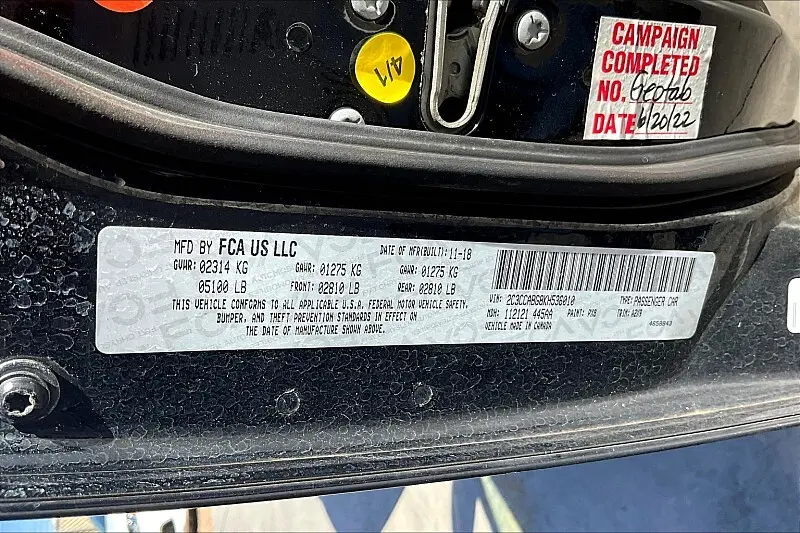 4/1
CAMPAIGN
COMPLETED
NO. Geotab
DATE 6/20/22
MFD BY FCA US LLC
DATE OF MFR(BUILT): 11-18
GVWR: 02314 KG
GAWR: 01275 KG
GAWR: 01275 KG
05100 LB
FRONT: 02810 LB
REAR: 02810 LB
THIS VEHICLE CONFORMS TO ALL APPLICABLE U.S.A. FEDERAL MOTOR VEHICLE SAFETY,
BUMPER, AND THEFT PREVENTION STANDARDS IN EFFECT ON
THE DATE OF MANUFACTURE SHOWN ABOVE.
VIN: 2C3CCABG8KH536010
TYPE: PASSENGER CAR
MDH: 112121 445AA
PAINT: PX8
TRIM: A2X9
VEHICLE MADE IN CANADA